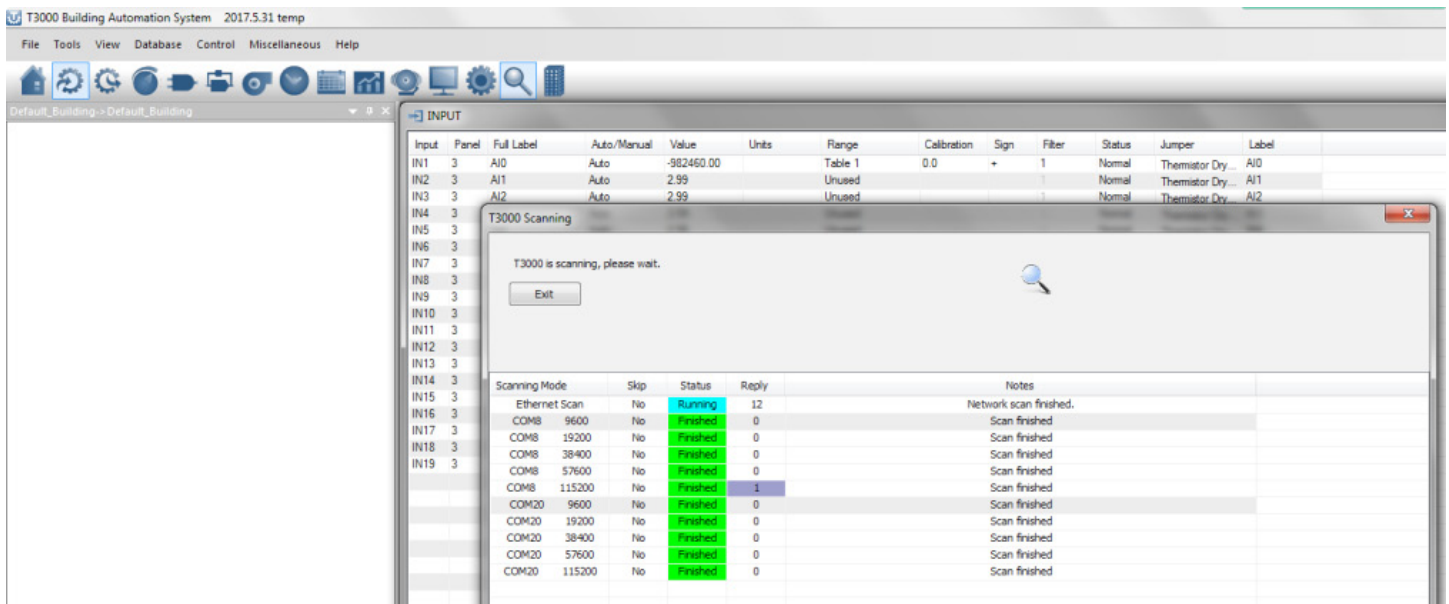 T3000 Building Automation System 2017.5.31 temp
File Tools View Database Control Miscellaneous Help
Default_Building->Default_Building
INPUT
Input Panel Full Label Auto/Manual Value Units Range Calibration Sign Filter Status Jumper Label
IN1 3 AI0 Auto -982460.00 Table 1 0.0 + 1 Normal Thermistor Dry... AI0
IN2 3 AI1 Auto 2.99 Unused 1 Normal Thermistor Dry... AI1
IN3 3 AI2 Auto 2.99 Unused 1 Normal Thermistor Dry... AI2
IN4 3
IN5 3
IN6 3
IN7 3
IN8 3
IN9 3
IN10 3
IN11 3
IN12 3
IN13 3
IN14 3
IN15 3
IN16 3
IN17 3
IN18 3
IN19 3
T3000 Scanning
T3000 is scanning, please wait.
Exit
Scanning Mode Skip Status Reply Notes
Ethernet Scan No Running 12 Network scan finished.
COM8 9600 No Finished 0 Scan finished
COM8 19200 No Finished 0 Scan finished
COM8 38400 No Finished 0 Scan finished
COM8 57600 No Finished 0 Scan finished
COM8 115200 No Finished 1 Scan finished
COM20 9600 No Finished 0 Scan finished
COM20 19200 No Finished 0 Scan finished
COM20 38400 No Finished 0 Scan finished
COM20 57600 No Finished 0 Scan finished
COM20 115200 No Finished 0 Scan finished